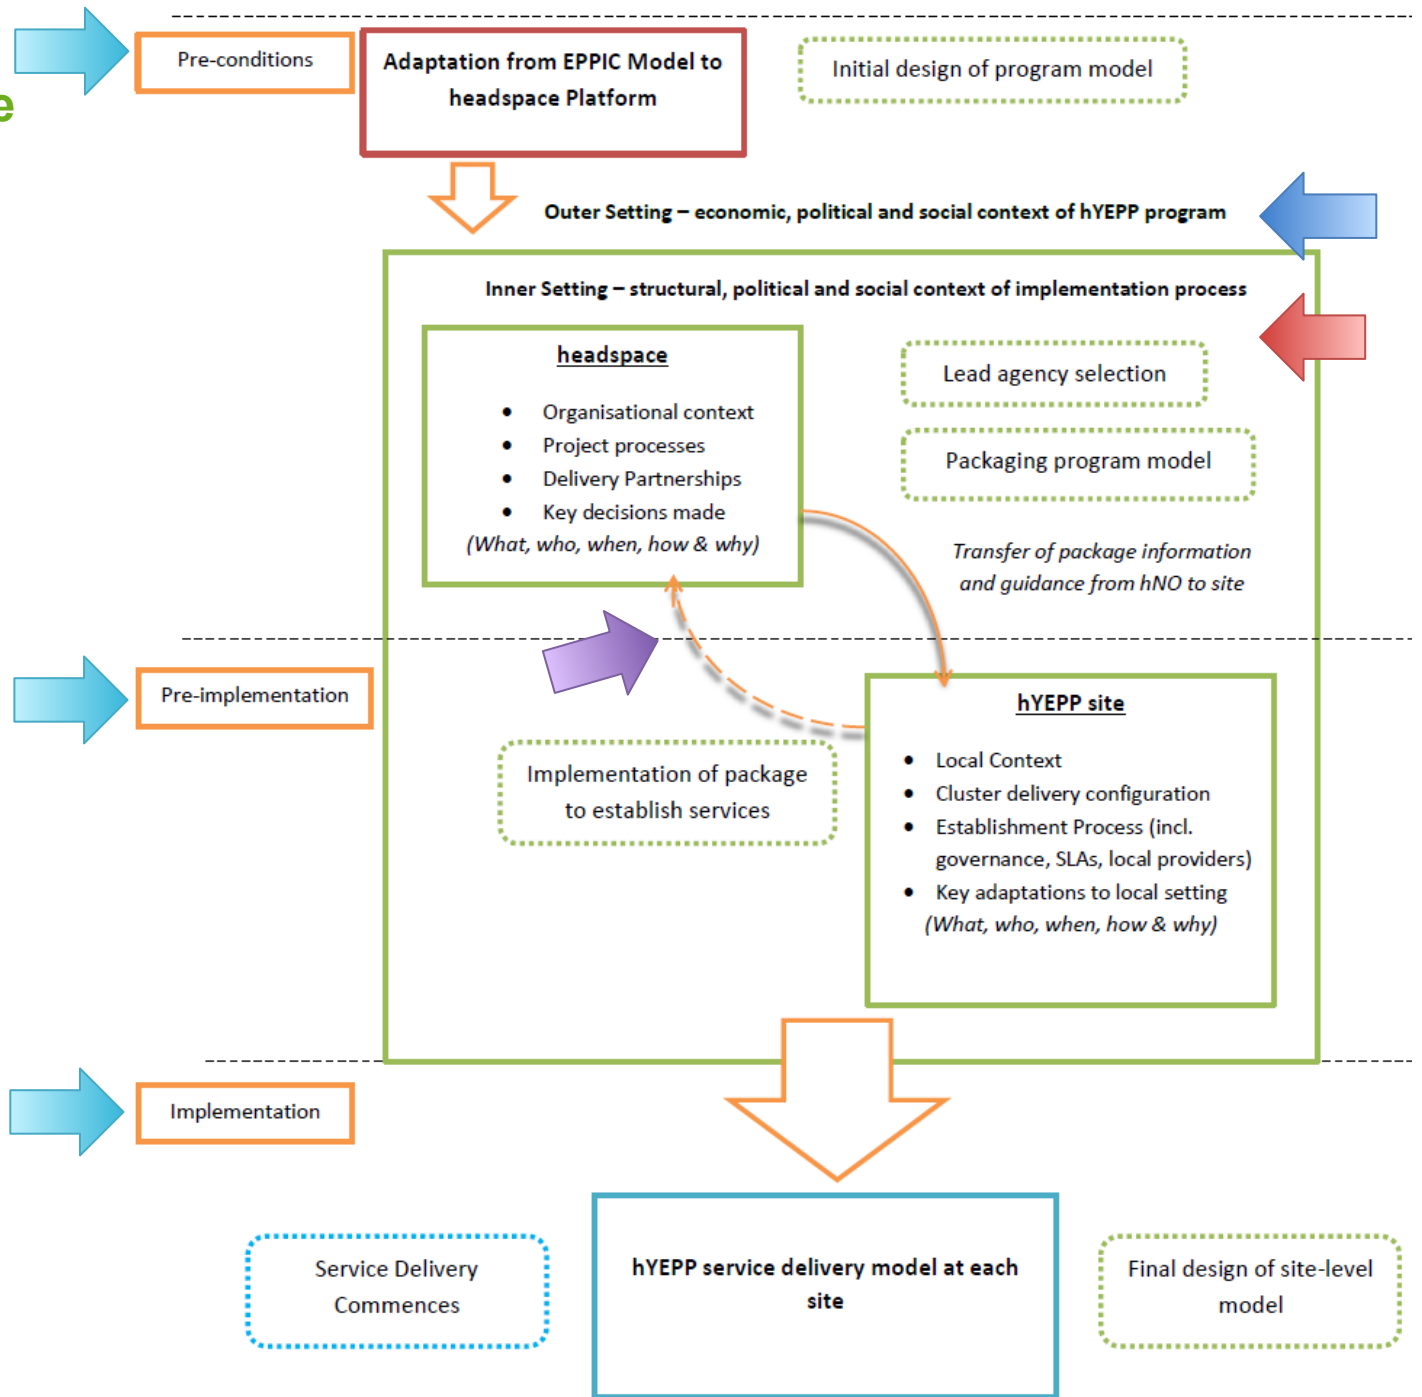 Pre-conditions
e
Adaptation from EPPIC Model to
headspace Platform
Initial design of program model
Outer Setting – economic, political and social context of hYEPP program
Inner Setting – structural, political and social context of implementation process
headspace
• Organisational context
• Project processes
• Delivery Partnerships
• Key decisions made
(What, who, when, how & why)
Lead agency selection
Packaging program model
Transfer of package information
and guidance from hNO to site
Pre-implementation
Implementation of package
to establish services
hYEPP site
• Local Context
• Cluster delivery configuration
• Establishment Process (incl.
governance, SLAs, local providers)
• Key adaptations to local setting
(What, who, when, how & why)
Implementation
Service Delivery
Commences
hYEPP service delivery model at each
site
Final design of site-level
model